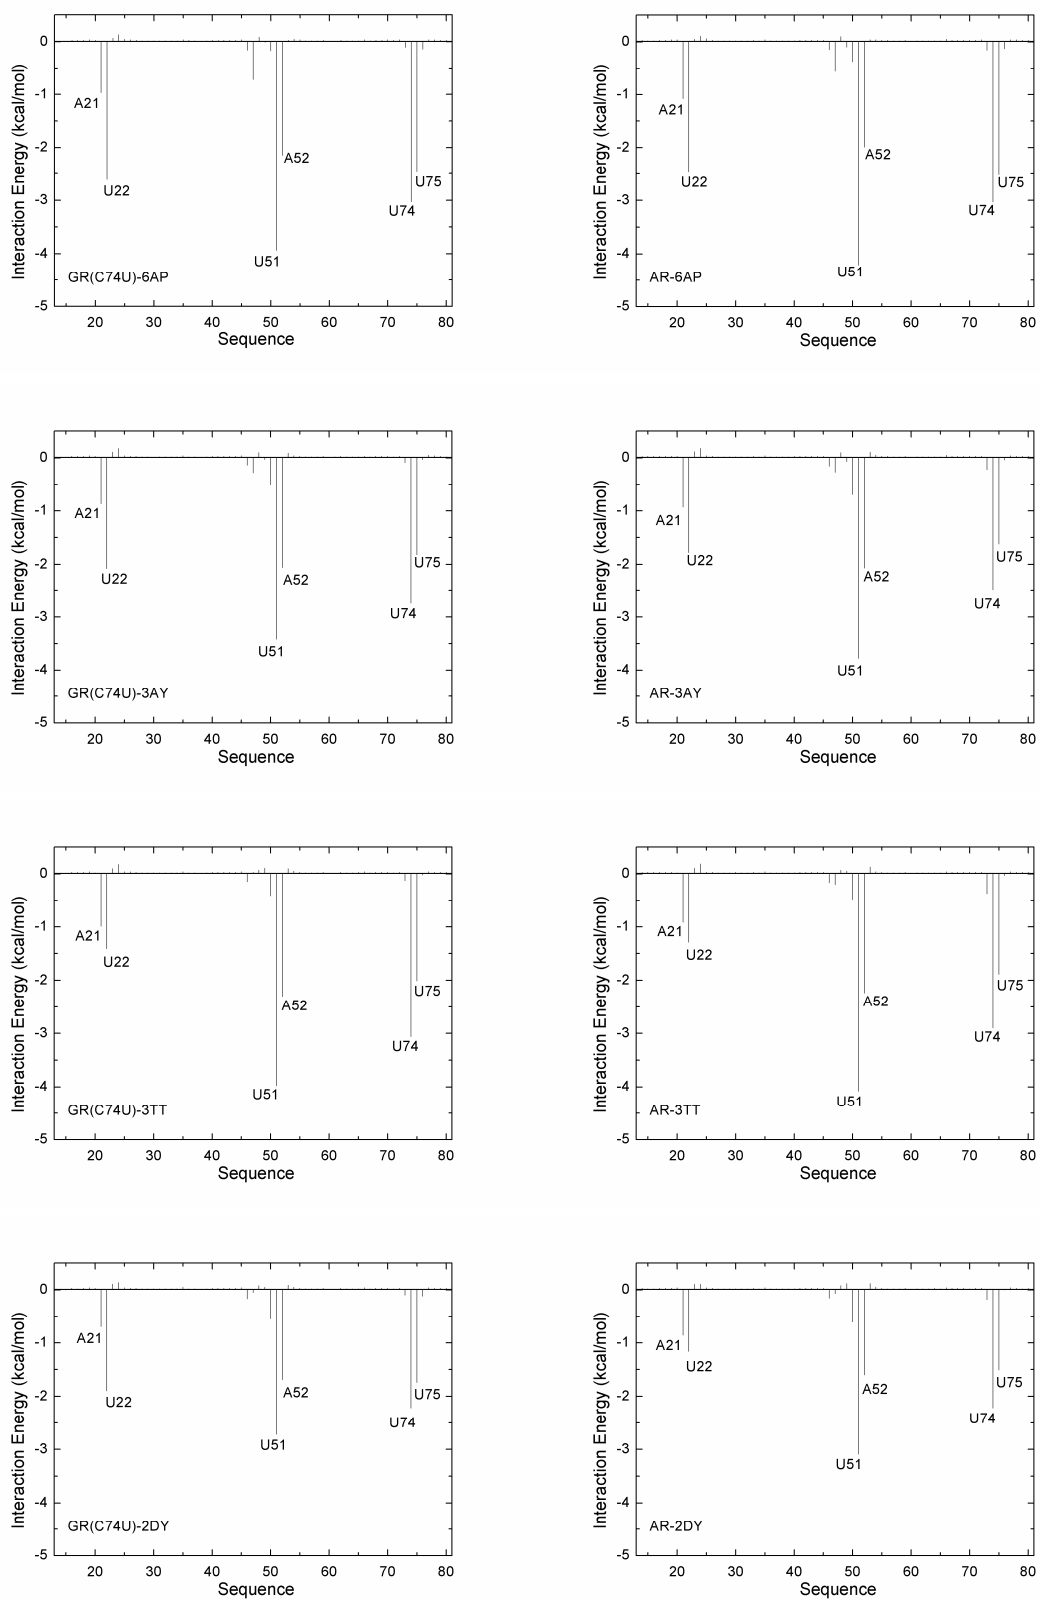 Interaction Energy (kcal/mol)
0
-1
-2
-3
-4
-5
A21
U22
U51
A52
U74
U75
GR(C74U)-6AP
20 30 40 50 60 70 80
Sequence
Interaction Energy (kcal/mol)
0
-1
-2
-3
-4
-5
A21
U22
U51
A52
U74
U75
AR-6AP
20 30 40 50 60 70 80
Sequence
Interaction Energy (kcal/mol)
0
-1
-2
-3
-4
-5
A21
U22
U51
A52
U74
U75
GR(C74U)-3AY
20 30 40 50 60 70 80
Sequence
Interaction Energy (kcal/mol)
0
-1
-2
-3
-4
-5
A21
U22
U51
A52
U74
U75
AR-3AY
20 30 40 50 60 70 80
Sequence
Interaction Energy (kcal/mol)
0
-1
-2
-3
-4
-5
A21
U22
U51
A52
U74
U75
GR(C74U)-3TT
20 30 40 50 60 70 80
Sequence
Interaction Energy (kcal/mol)
0
-1
-2
-3
-4
-5
A21
U22
U51
A52
U74
U75
AR-3TT
20 30 40 50 60 70 80
Sequence
Interaction Energy (kcal/mol)
0
-1
-2
-3
-4
-5
A21
U22
U51
A52
U74
U75
GR(C74U)-2DY
20 30 40 50 60 70 80
Sequence
Interaction Energy (kcal/mol)
0
-1
-2
-3
-4
-5
A21
U22
U51
A52
U74
U75
AR-2DY
20 30 40 50 60 70 80
Sequence